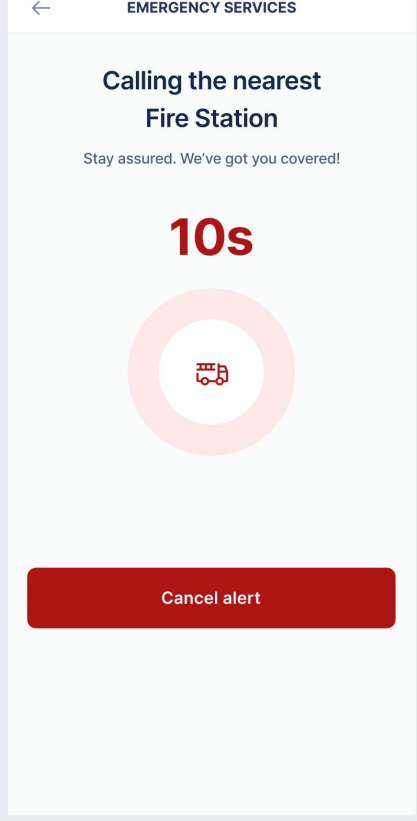 EMERGENCY SERVICES
Calling the nearest
Fire Station
Stay assured. We’ve got you covered!
10s
Cancel alert